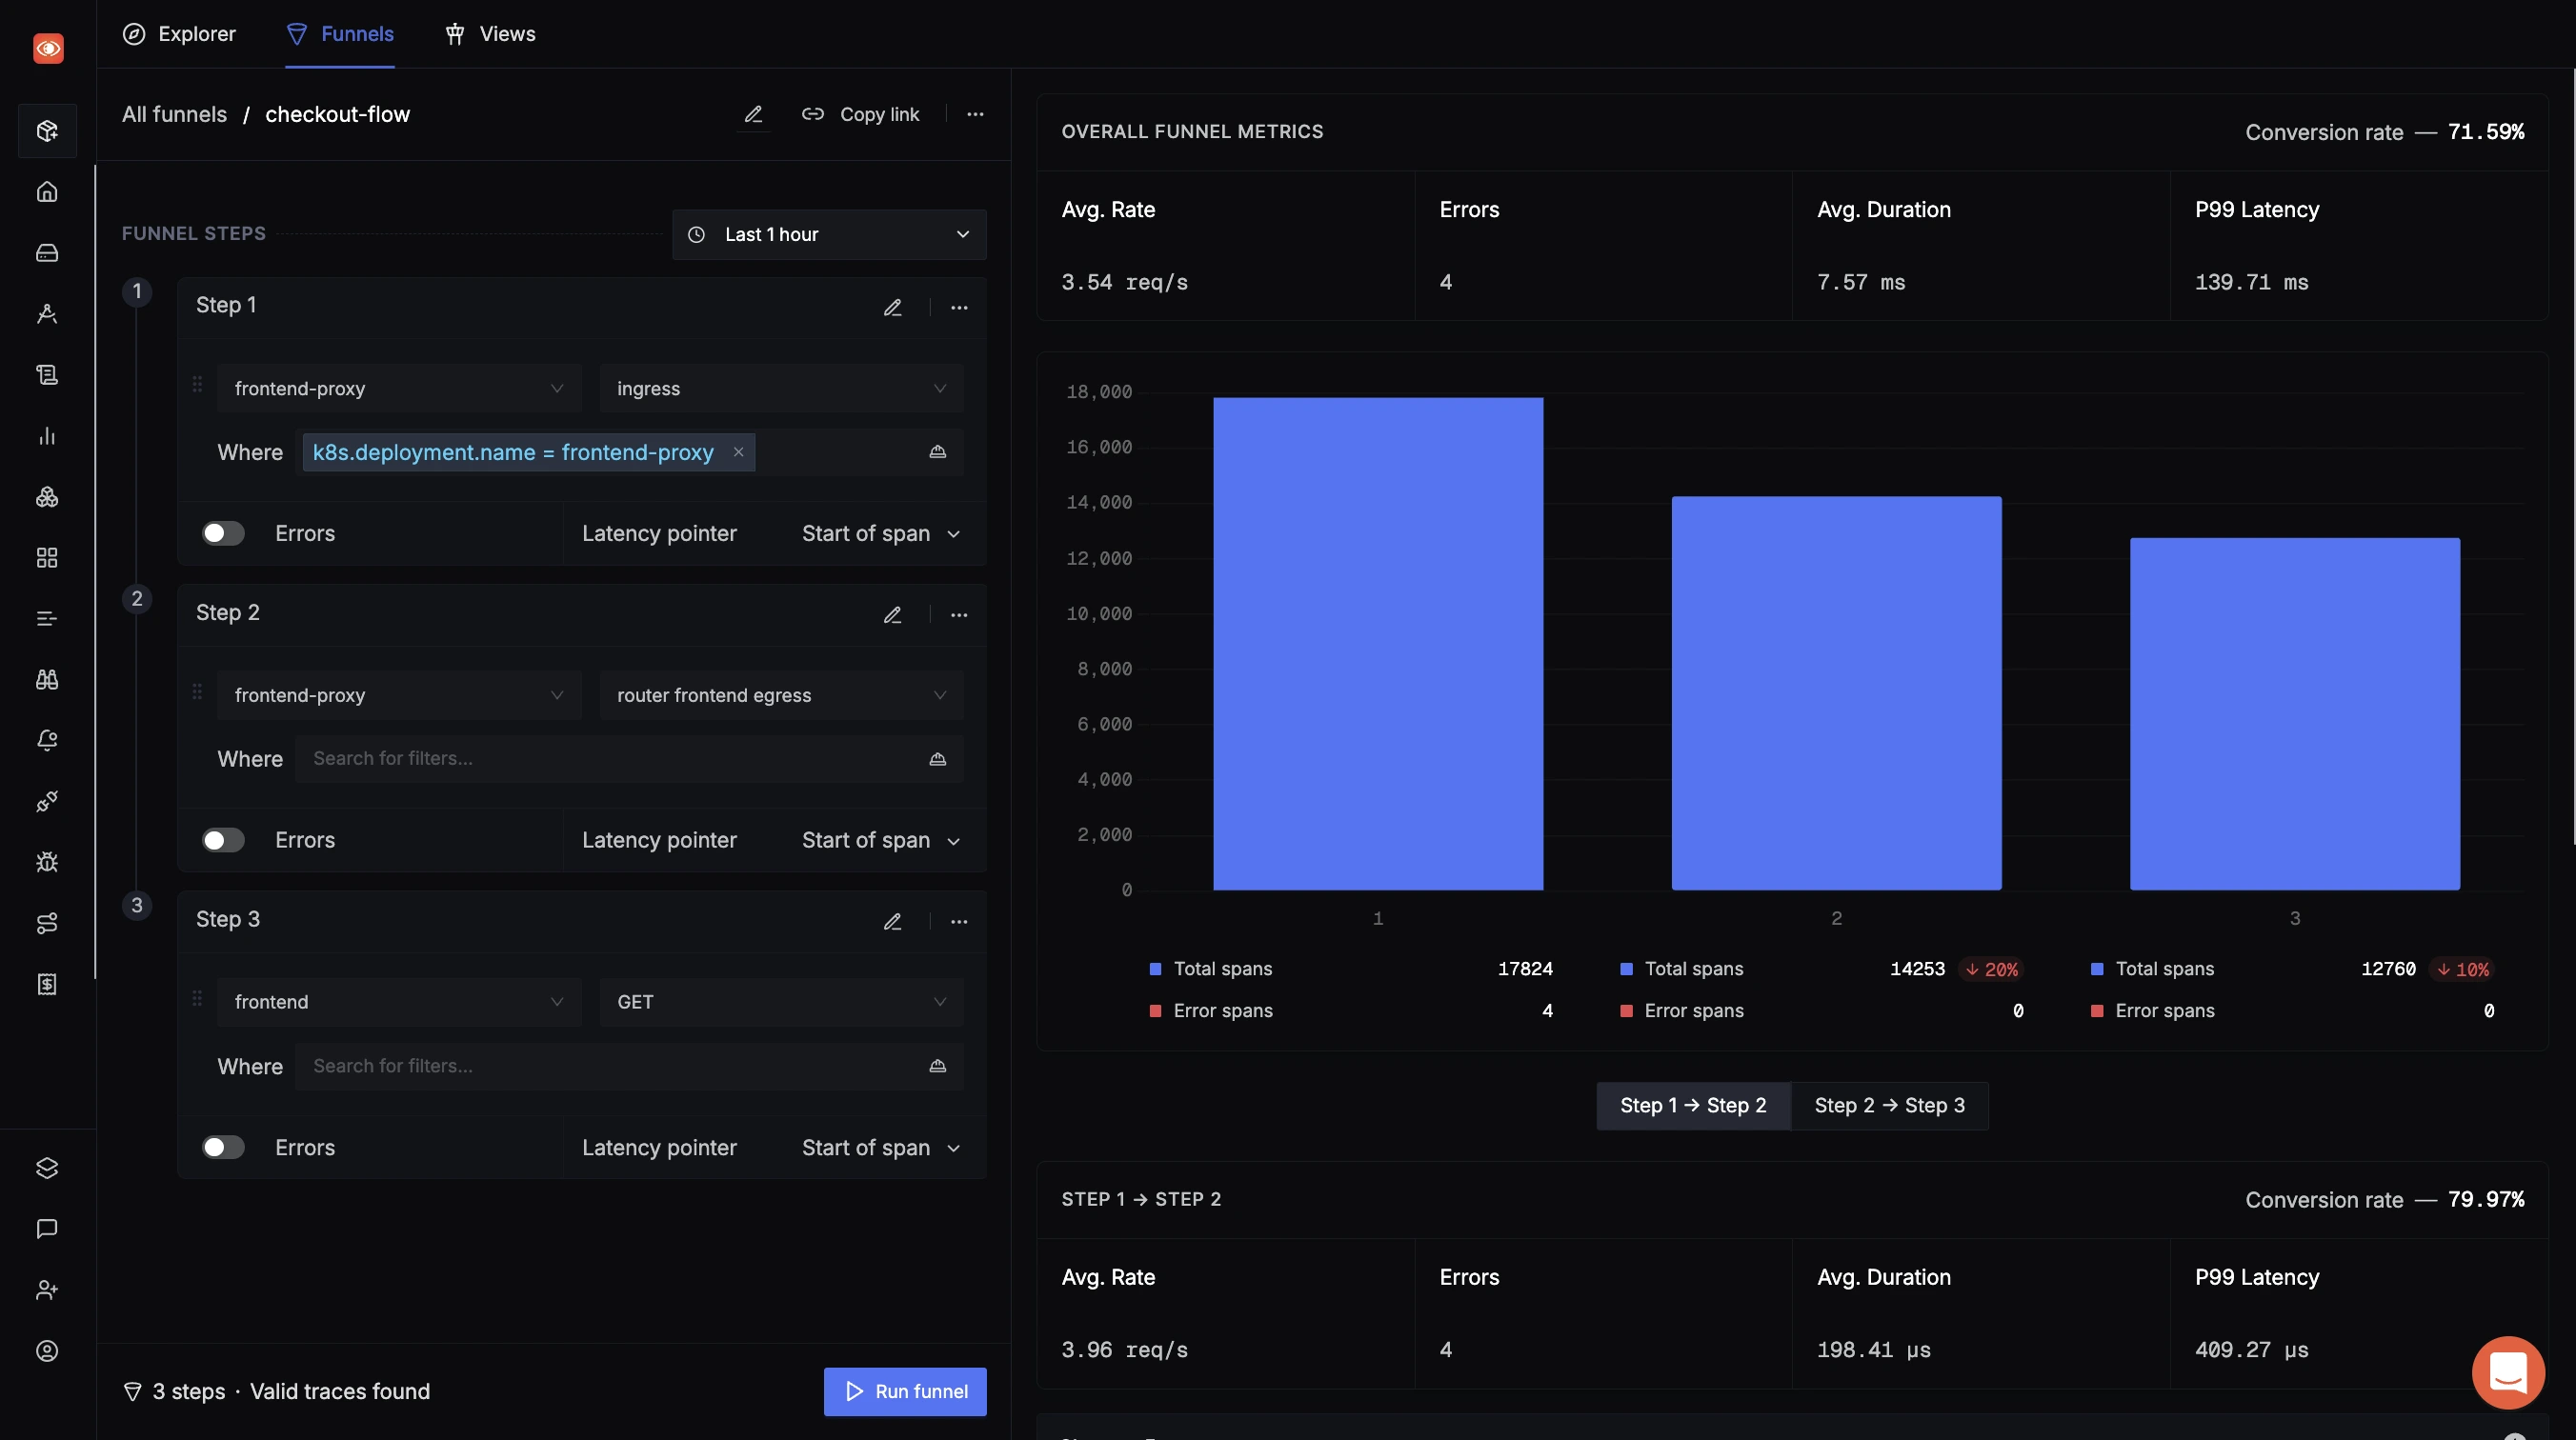 Explorer
Funnels
Views
All funnels / checkout-flow
Copy link
FUNNEL STEPS
Last 1 hour
1
Step 1
frontend-proxy
ingress
Where
k8s.deployment.name = frontend-proxy
Errors
Latency pointer
Start of span
2
Step 2
frontend-proxy
router frontend egress
Where
Search for filters...
Errors
Latency pointer
Start of span
3
Step 3
frontend
GET
Where
Search for filters...
Errors
Latency pointer
Start of span
3 steps · Valid traces found
Run funnel
OVERALL FUNNEL METRICS
Conversion rate — 71.59%
Avg. Rate
Errors
Avg. Duration
P99 Latency
3.54 req/s
4
7.57 ms
139.71 ms
18,000
16,000
14,000
12,000
10,000
8,000
6,000
4,000
2,000
0
1
2
3
Total spans 17824
Total spans 14253 ↓ 20%
Total spans 12760 ↓ 10%
Error spans 4
Error spans 0
Error spans 0
Step 1 → Step 2
Step 2 → Step 3
STEP 1 → STEP 2
Conversion rate — 79.97%
Avg. Rate
Errors
Avg. Duration
P99 Latency
3.96 req/s
4
198.41 µs
409.27 µs